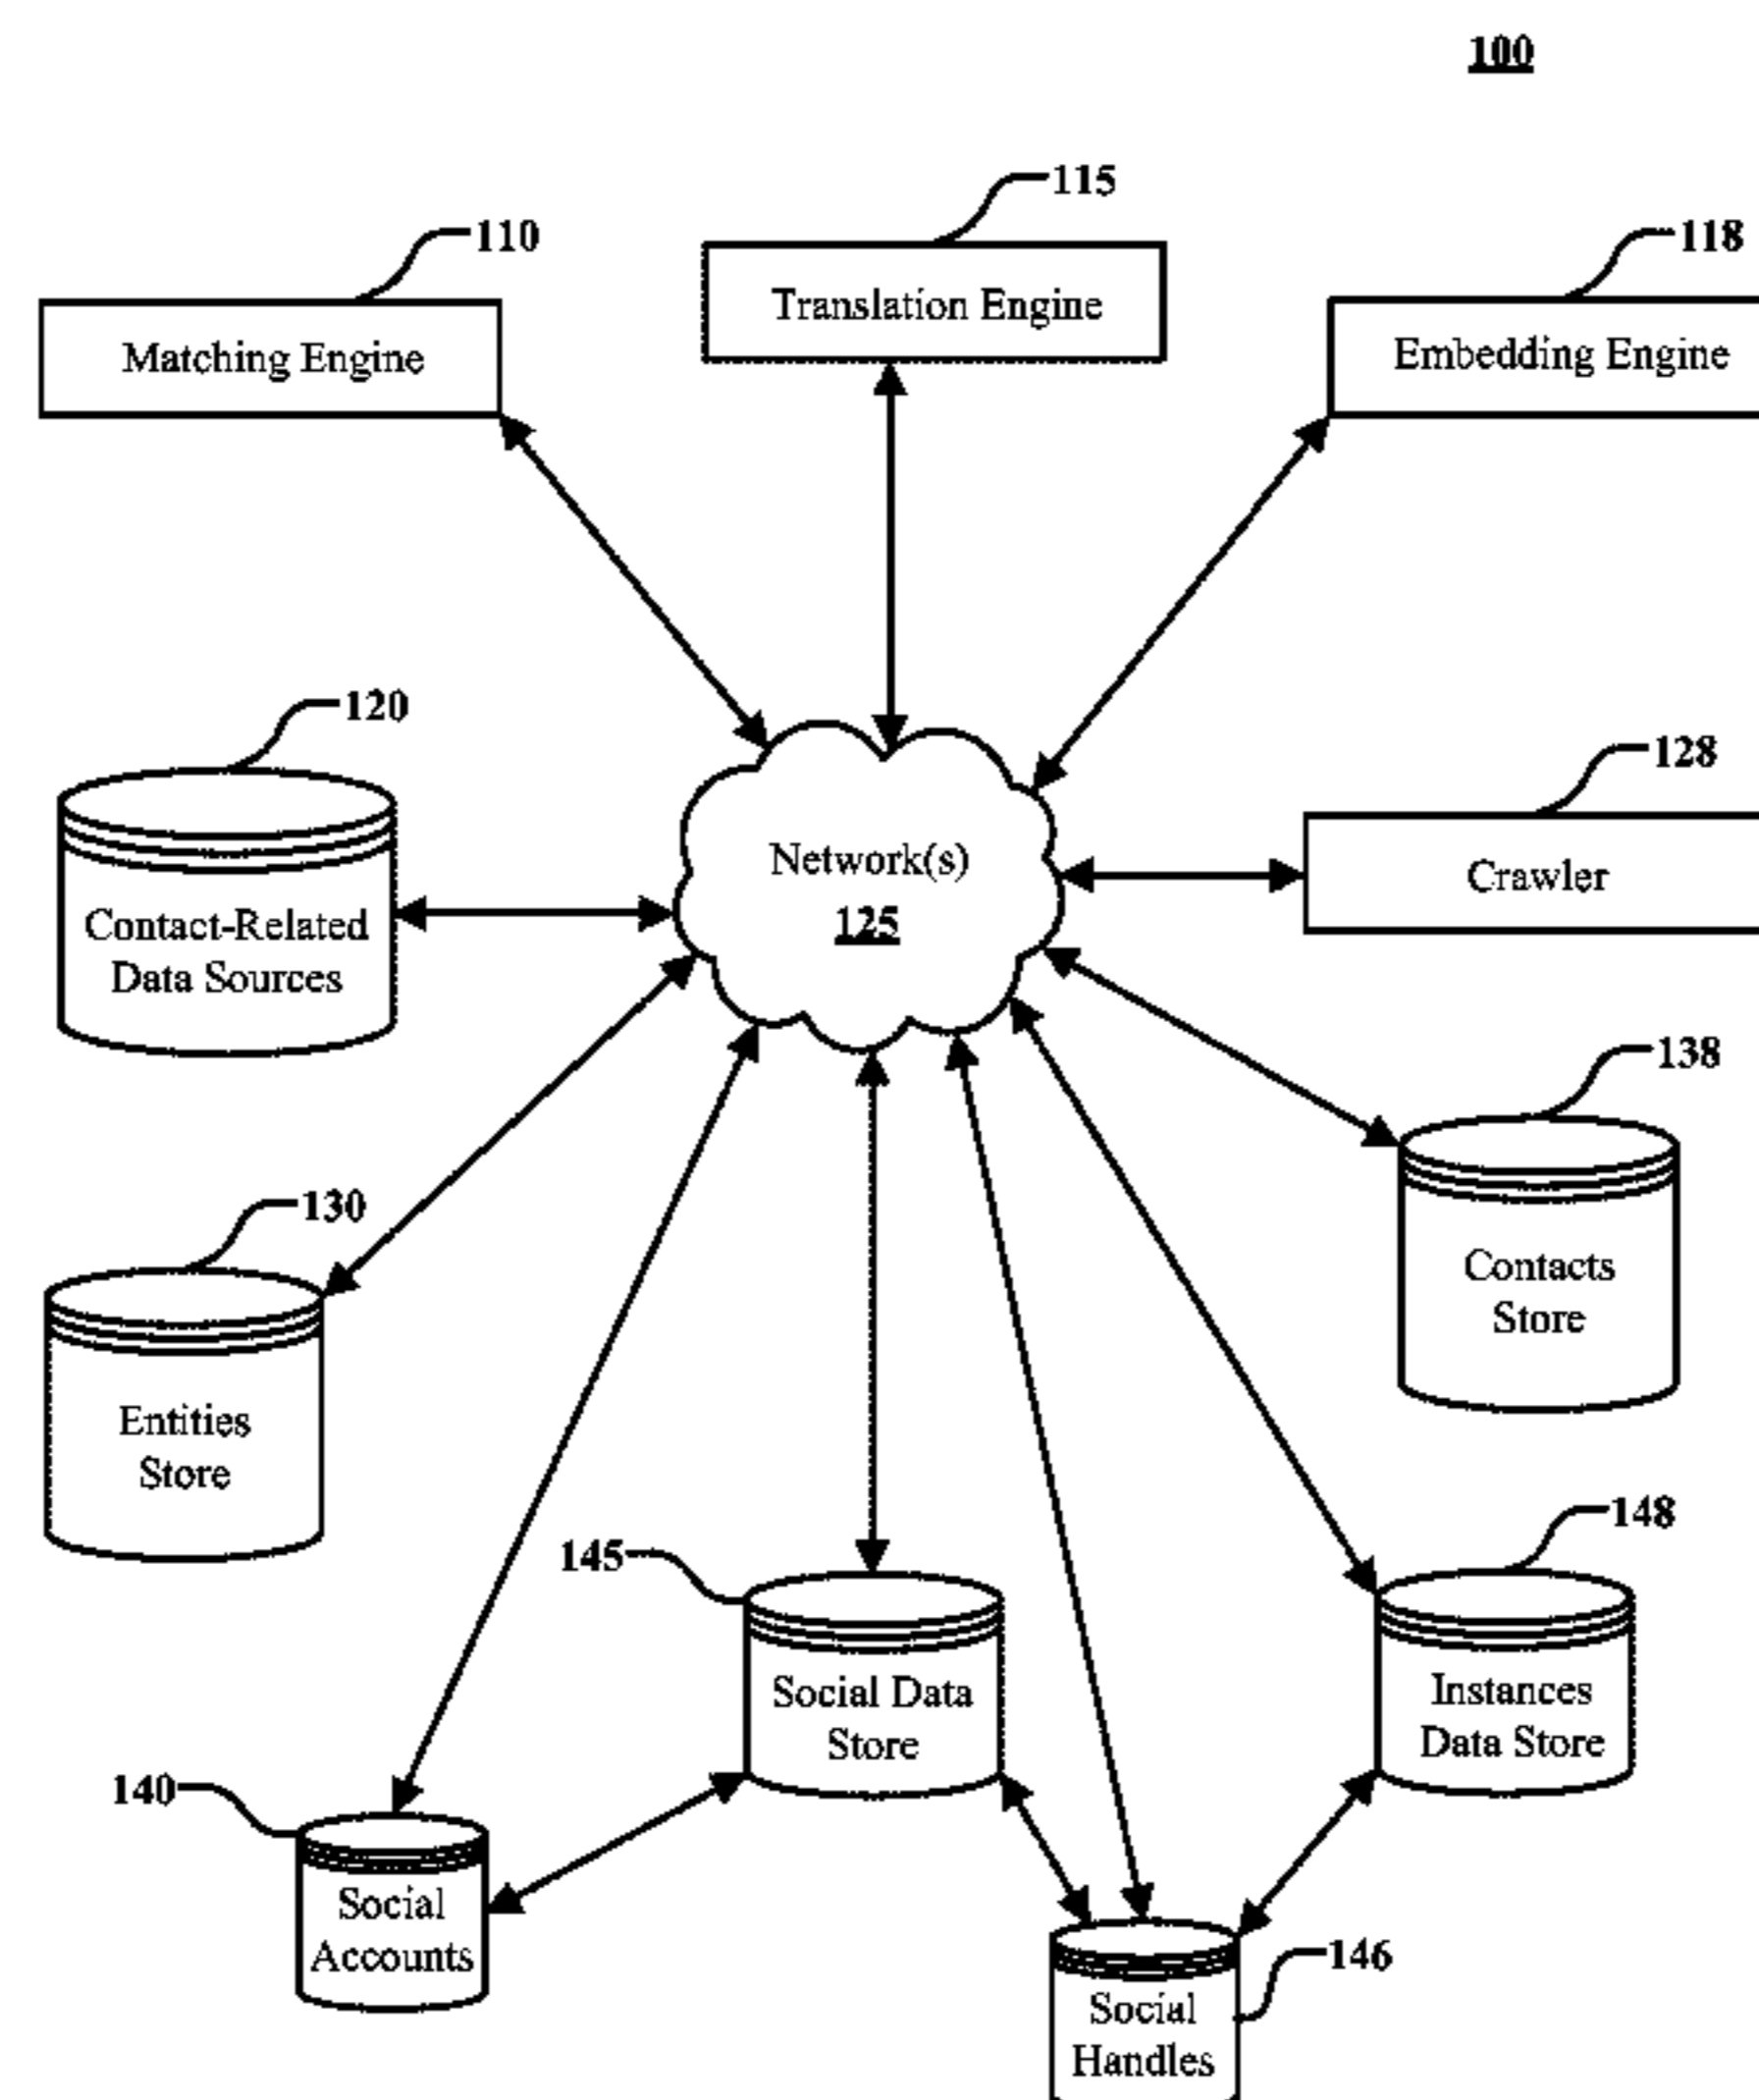 100
115
110
118
Translation Engine
Matching Engine
Embedding Engine
120
128
Network(s)
125
Crawler
Contact-Related
Data Sources
138
130
Contacts
Store
Entities
Store
148
145
Social Data
Store
Instances
Data Store
140
Social
Accounts
146
Social
Handles